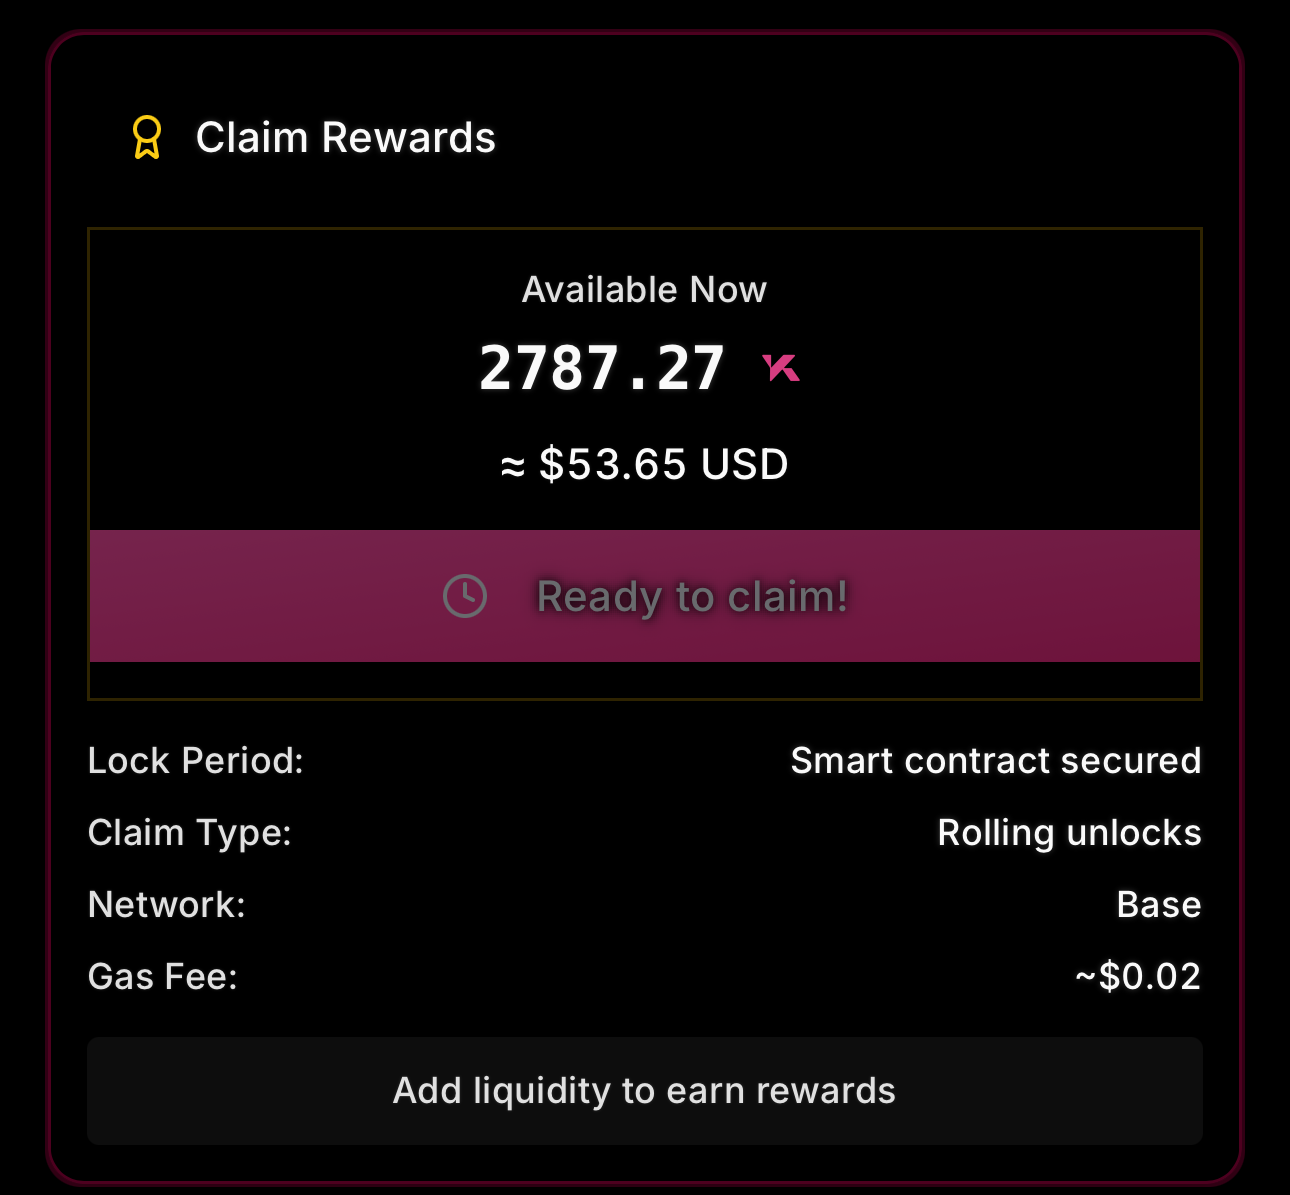 Claim Rewards
Available Now
2787.27
≈ $53.65 USD
Ready to claim!
Lock Period: Smart contract secured
Claim Type: Rolling unlocks
Network: Base
Gas Fee: ~$0.02
Add liquidity to earn rewards